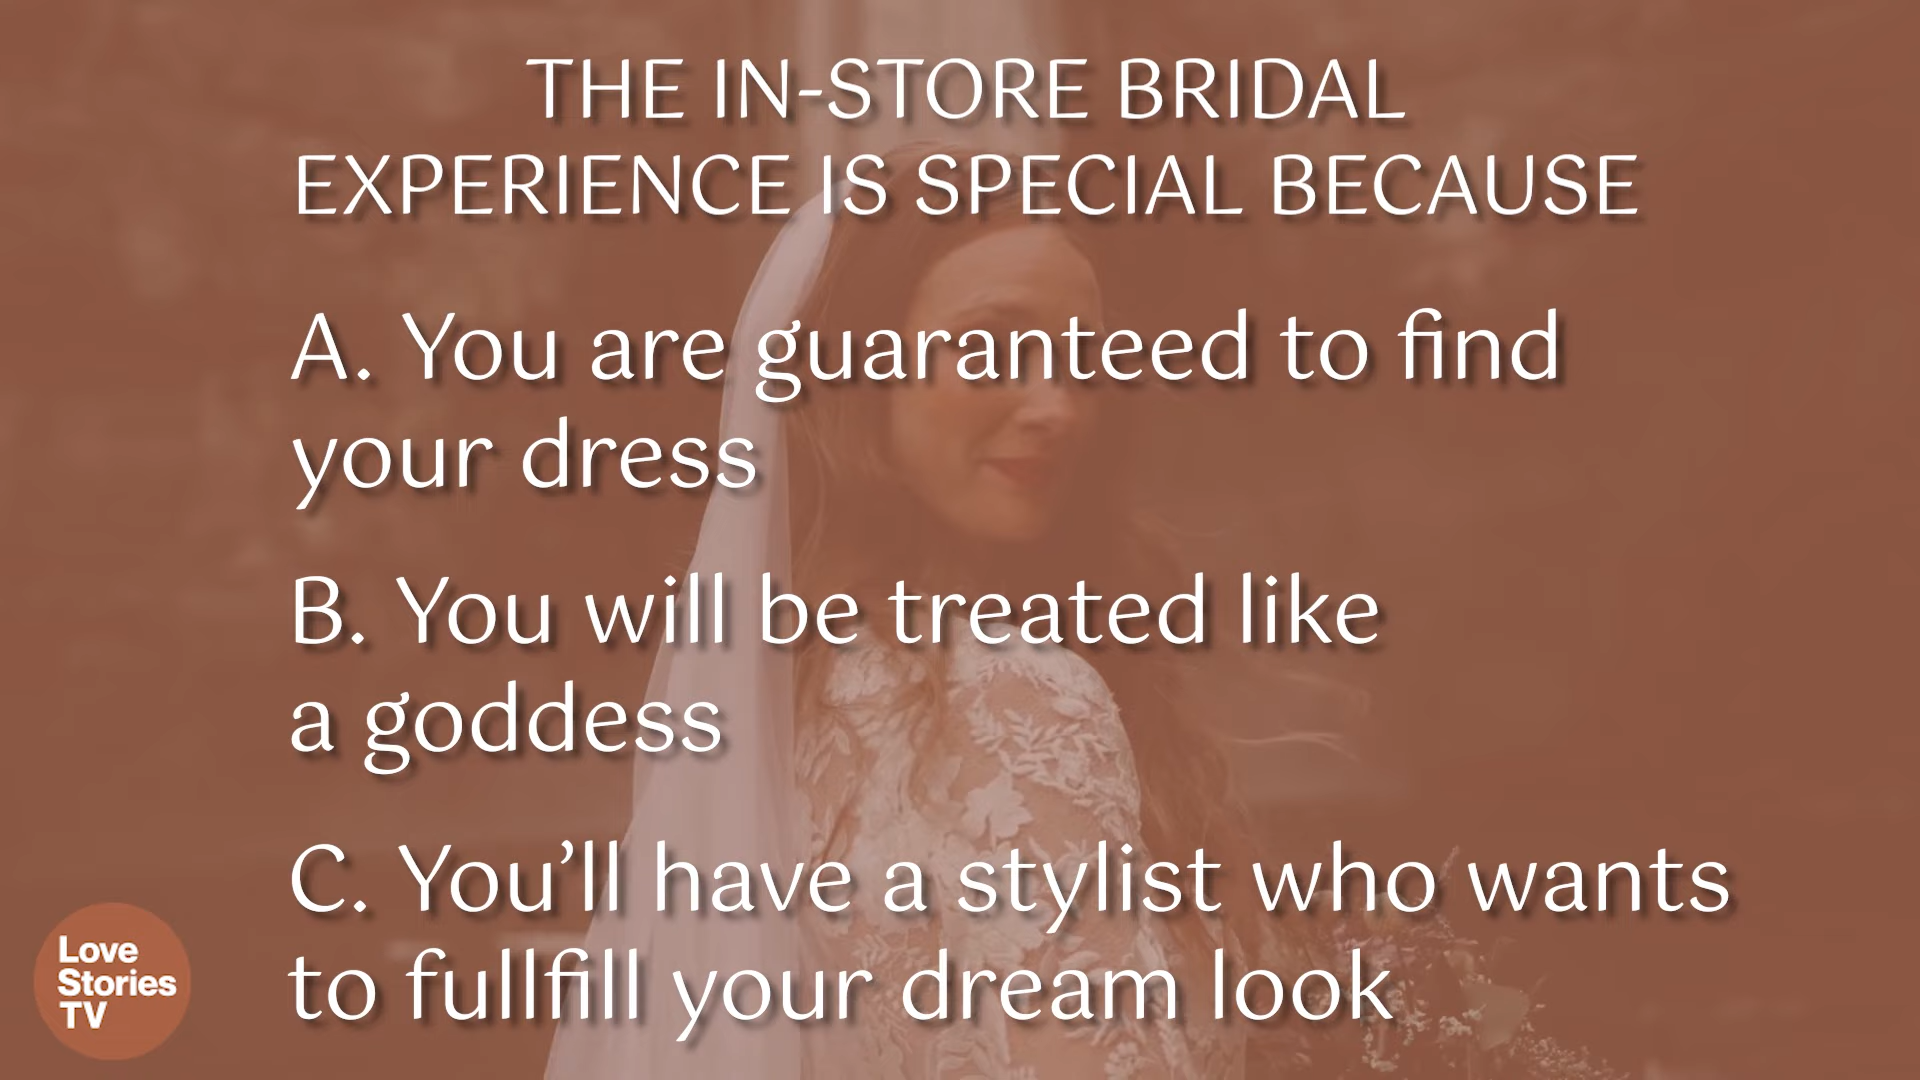 THE IN-STORE BRIDAL
EXPERIENCE IS SPECIAL BECAUSE
A. You are guaranteed to find
your dress
B. You will be treated like
a goddess
C. You’ll have a stylist who wants
to fullfill your dream look
Love
Stories
TV